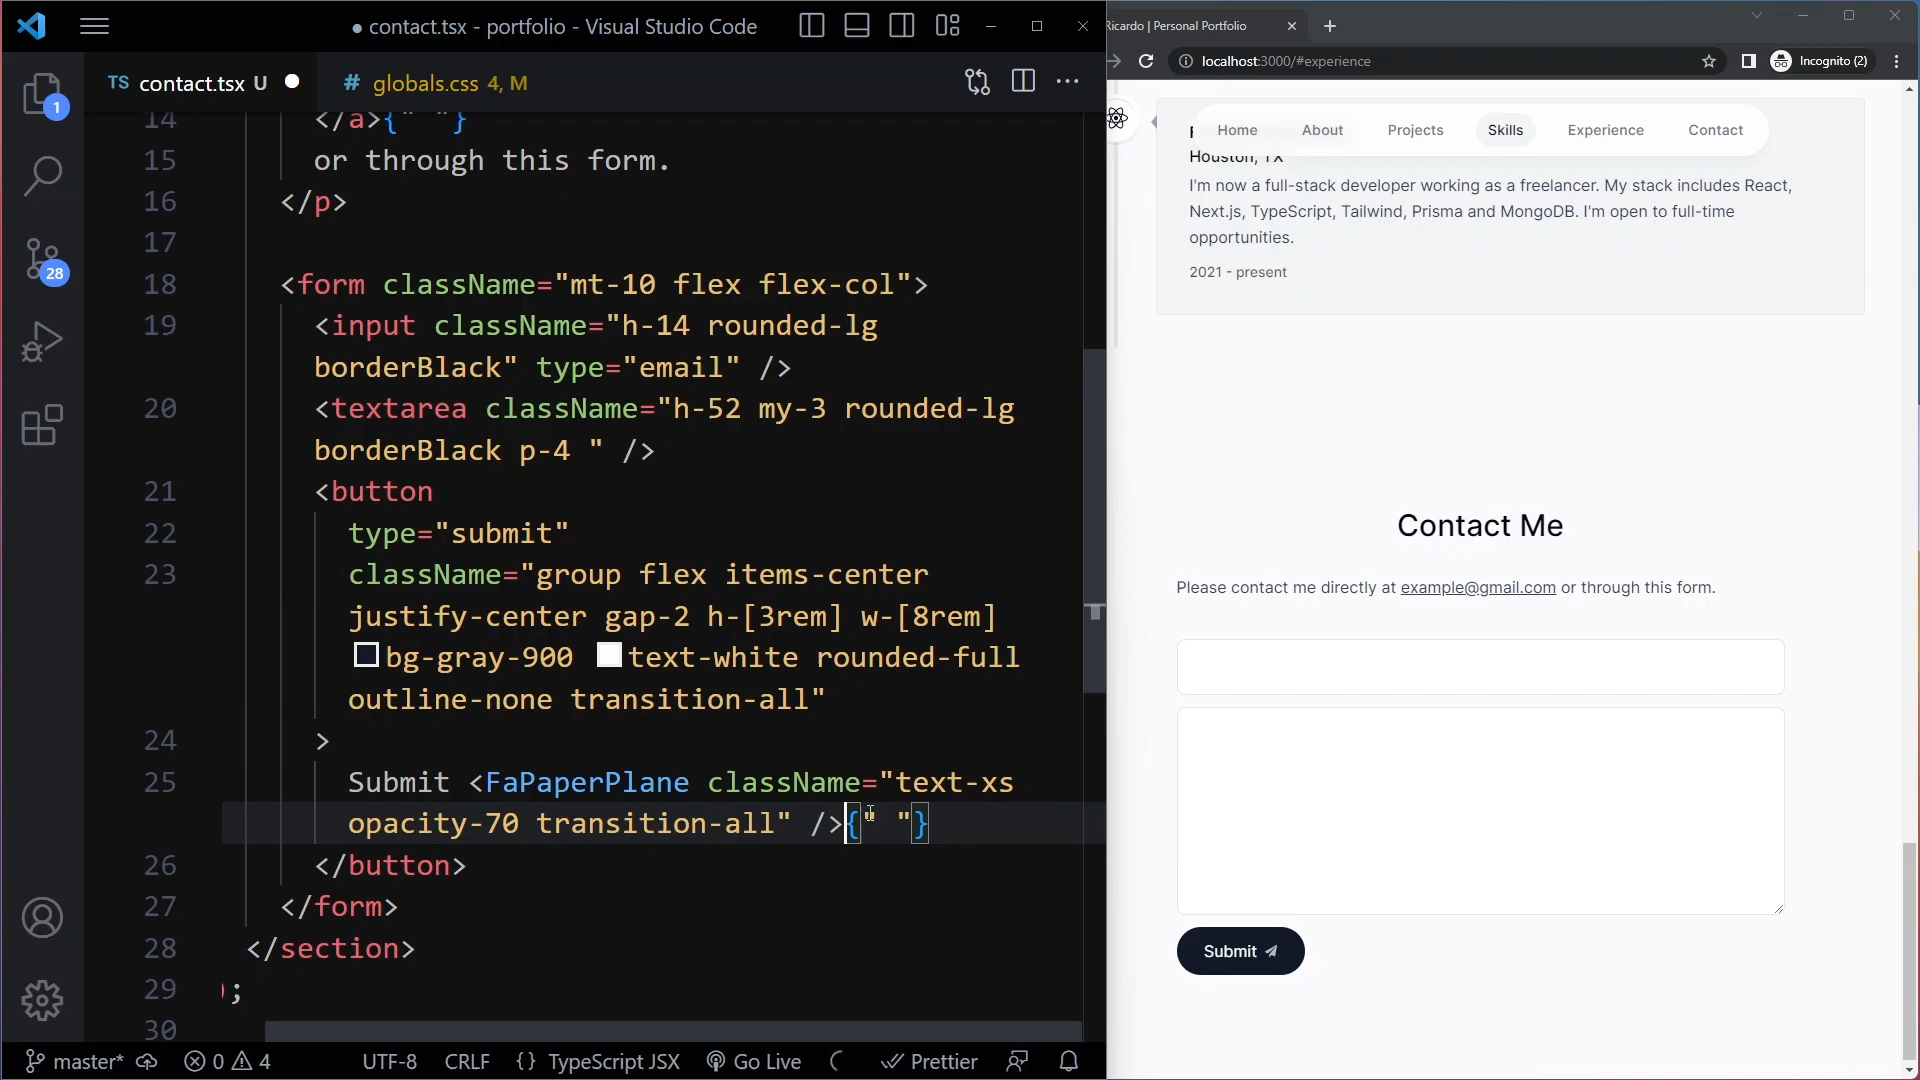 contact.tsx - portfolio - Visual Studio Code
TS contact.tsx U
# globals.css 4, M
1
28
14 </a>{" "}
15 or through this form.
16 </p>
17
18 <form className="mt-10 flex flex-col">
19 <input className="h-14 rounded-lg
borderBlack" type="email" />
20 <textarea className="h-52 my-3 rounded-lg
borderBlack p-4 " />
21 <button
22 type="submit"
23 className="group flex items-center
justify-center gap-2 h-[3rem] w-[8rem]
bg-gray-900 text-white rounded-full
outline-none transition-all"
24 >
25 Submit <FaPaperPlane className="text-xs
opacity-70 transition-all" />{" "}
26 </button>
27 </form>
28 </section>
29 );
30
master* 0 4 UTF-8 CRLF {} TypeScript JSX Go Live Prettier
Ricardo | Personal Portfolio
localhost:3000/#experience
Incognito (2)
Home About Projects Skills Experience Contact
Houston, TX
I'm now a full-stack developer working as a freelancer. My stack includes React,
Next.js, TypeScript, Tailwind, Prisma and MongoDB. I'm open to full-time
opportunities.
2021 - present
Contact Me
Please contact me directly at example@gmail.com or through this form.
Submit